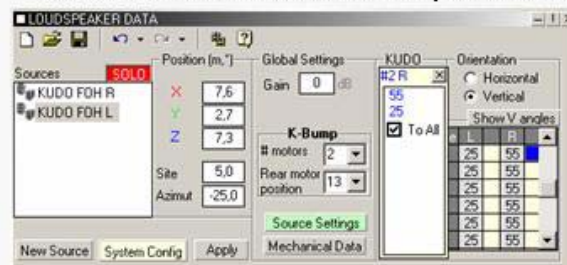 LOUDSPEAKER DATA
Sources
SOLO
KUDO FOH R
KUDO FOH L
New Source
System Config
Apply
Position (m,°)
X 7,6
Y 2,7
Z 7,3
Site 5,0
Azimut -25,0
Global Settings
Gain 0 dB
K-Bump
# motors 2
Rear motor position 13
Source Settings
Mechanical Data
KUDO
#2 R
55
25
To All
Orientation
Horizontal
Vertical
Show V angles
e L R
25 55
25 55
25 55
25 55
25 55
25 55